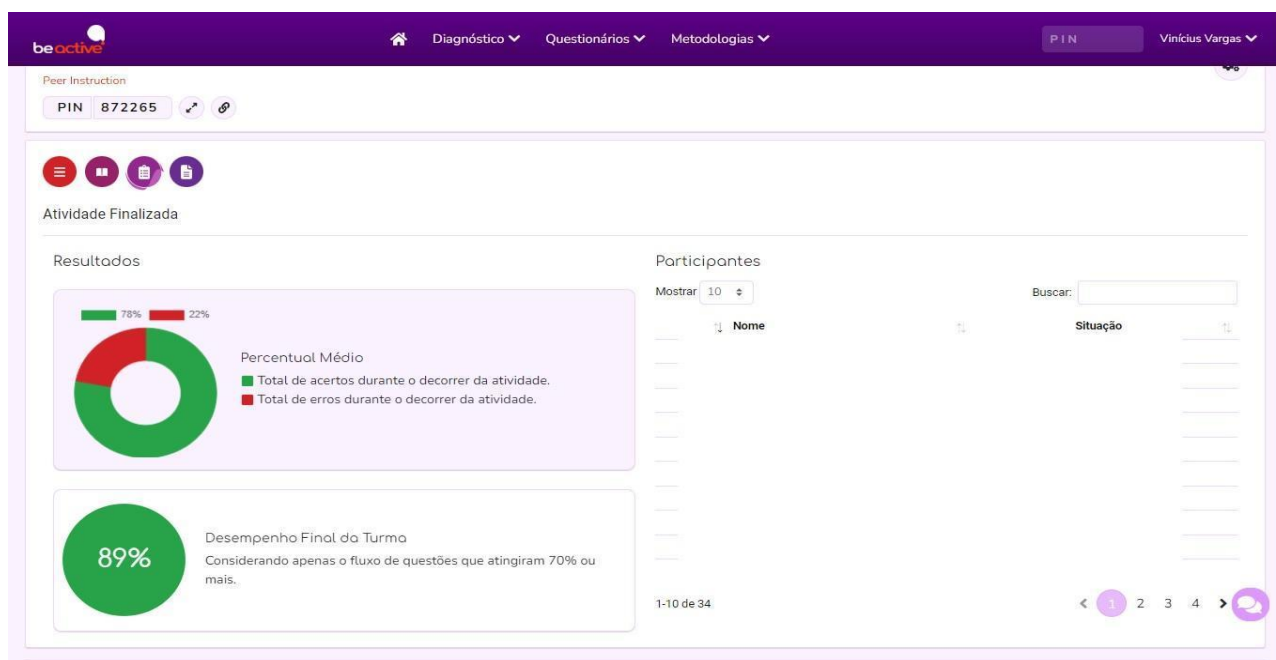 beactive
Diagnóstico
Questionários
Metodologias
PIN
Vinícius Vargas
Peer Instruction
PIN 872265
Atividade Finalizada
Resultados
78% 22%
Percentual Médio
Total de acertos durante o decorrer da atividade.
Total de erros durante o decorrer da atividade.
89%
Desempenho Final da Turma
Considerando apenas o fluxo de questões que atingiram 70% ou
mais.
Participantes
Mostrar 10
Buscar:
Nome Situação
1-10 de 34
1 2 3 4